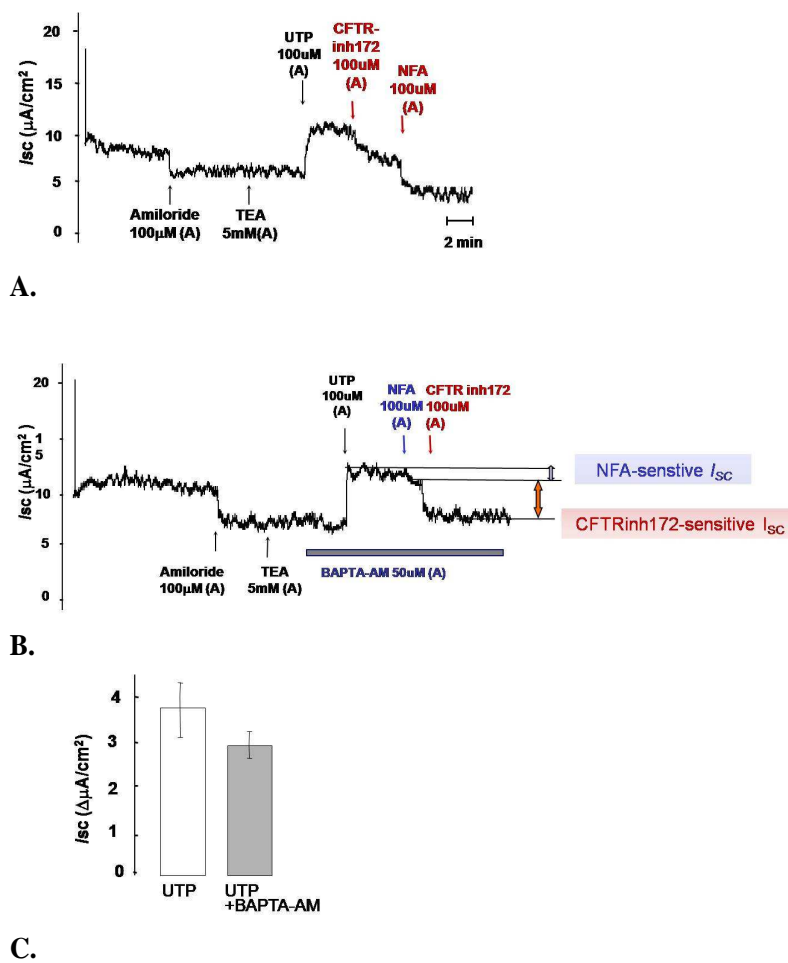 20
15
10
5
0
Isc (μA/cm²)
UTP
100uM
(A)
CFTR-
inh172
100uM
(A)
NFA
100uM
(A)
Amiloride
100μM (A)
TEA
5mM(A)
2 min
A.
20
1
5
10
5
0
Isc (μA/cm²)
UTP
100uM
(A)
NFA
100uM
(A)
CFTR inh172
100uM
(A)
NFA-senstive ISC
CFTRinh172-sensitive ISC
Amiloride
100μM (A)
TEA
5mM (A)
BAPTA-AM 50uM (A)
B.
4
3
2
1
0
Isc (ΔμA/cm²)
UTP
UTP
+BAPTA-AM
C.